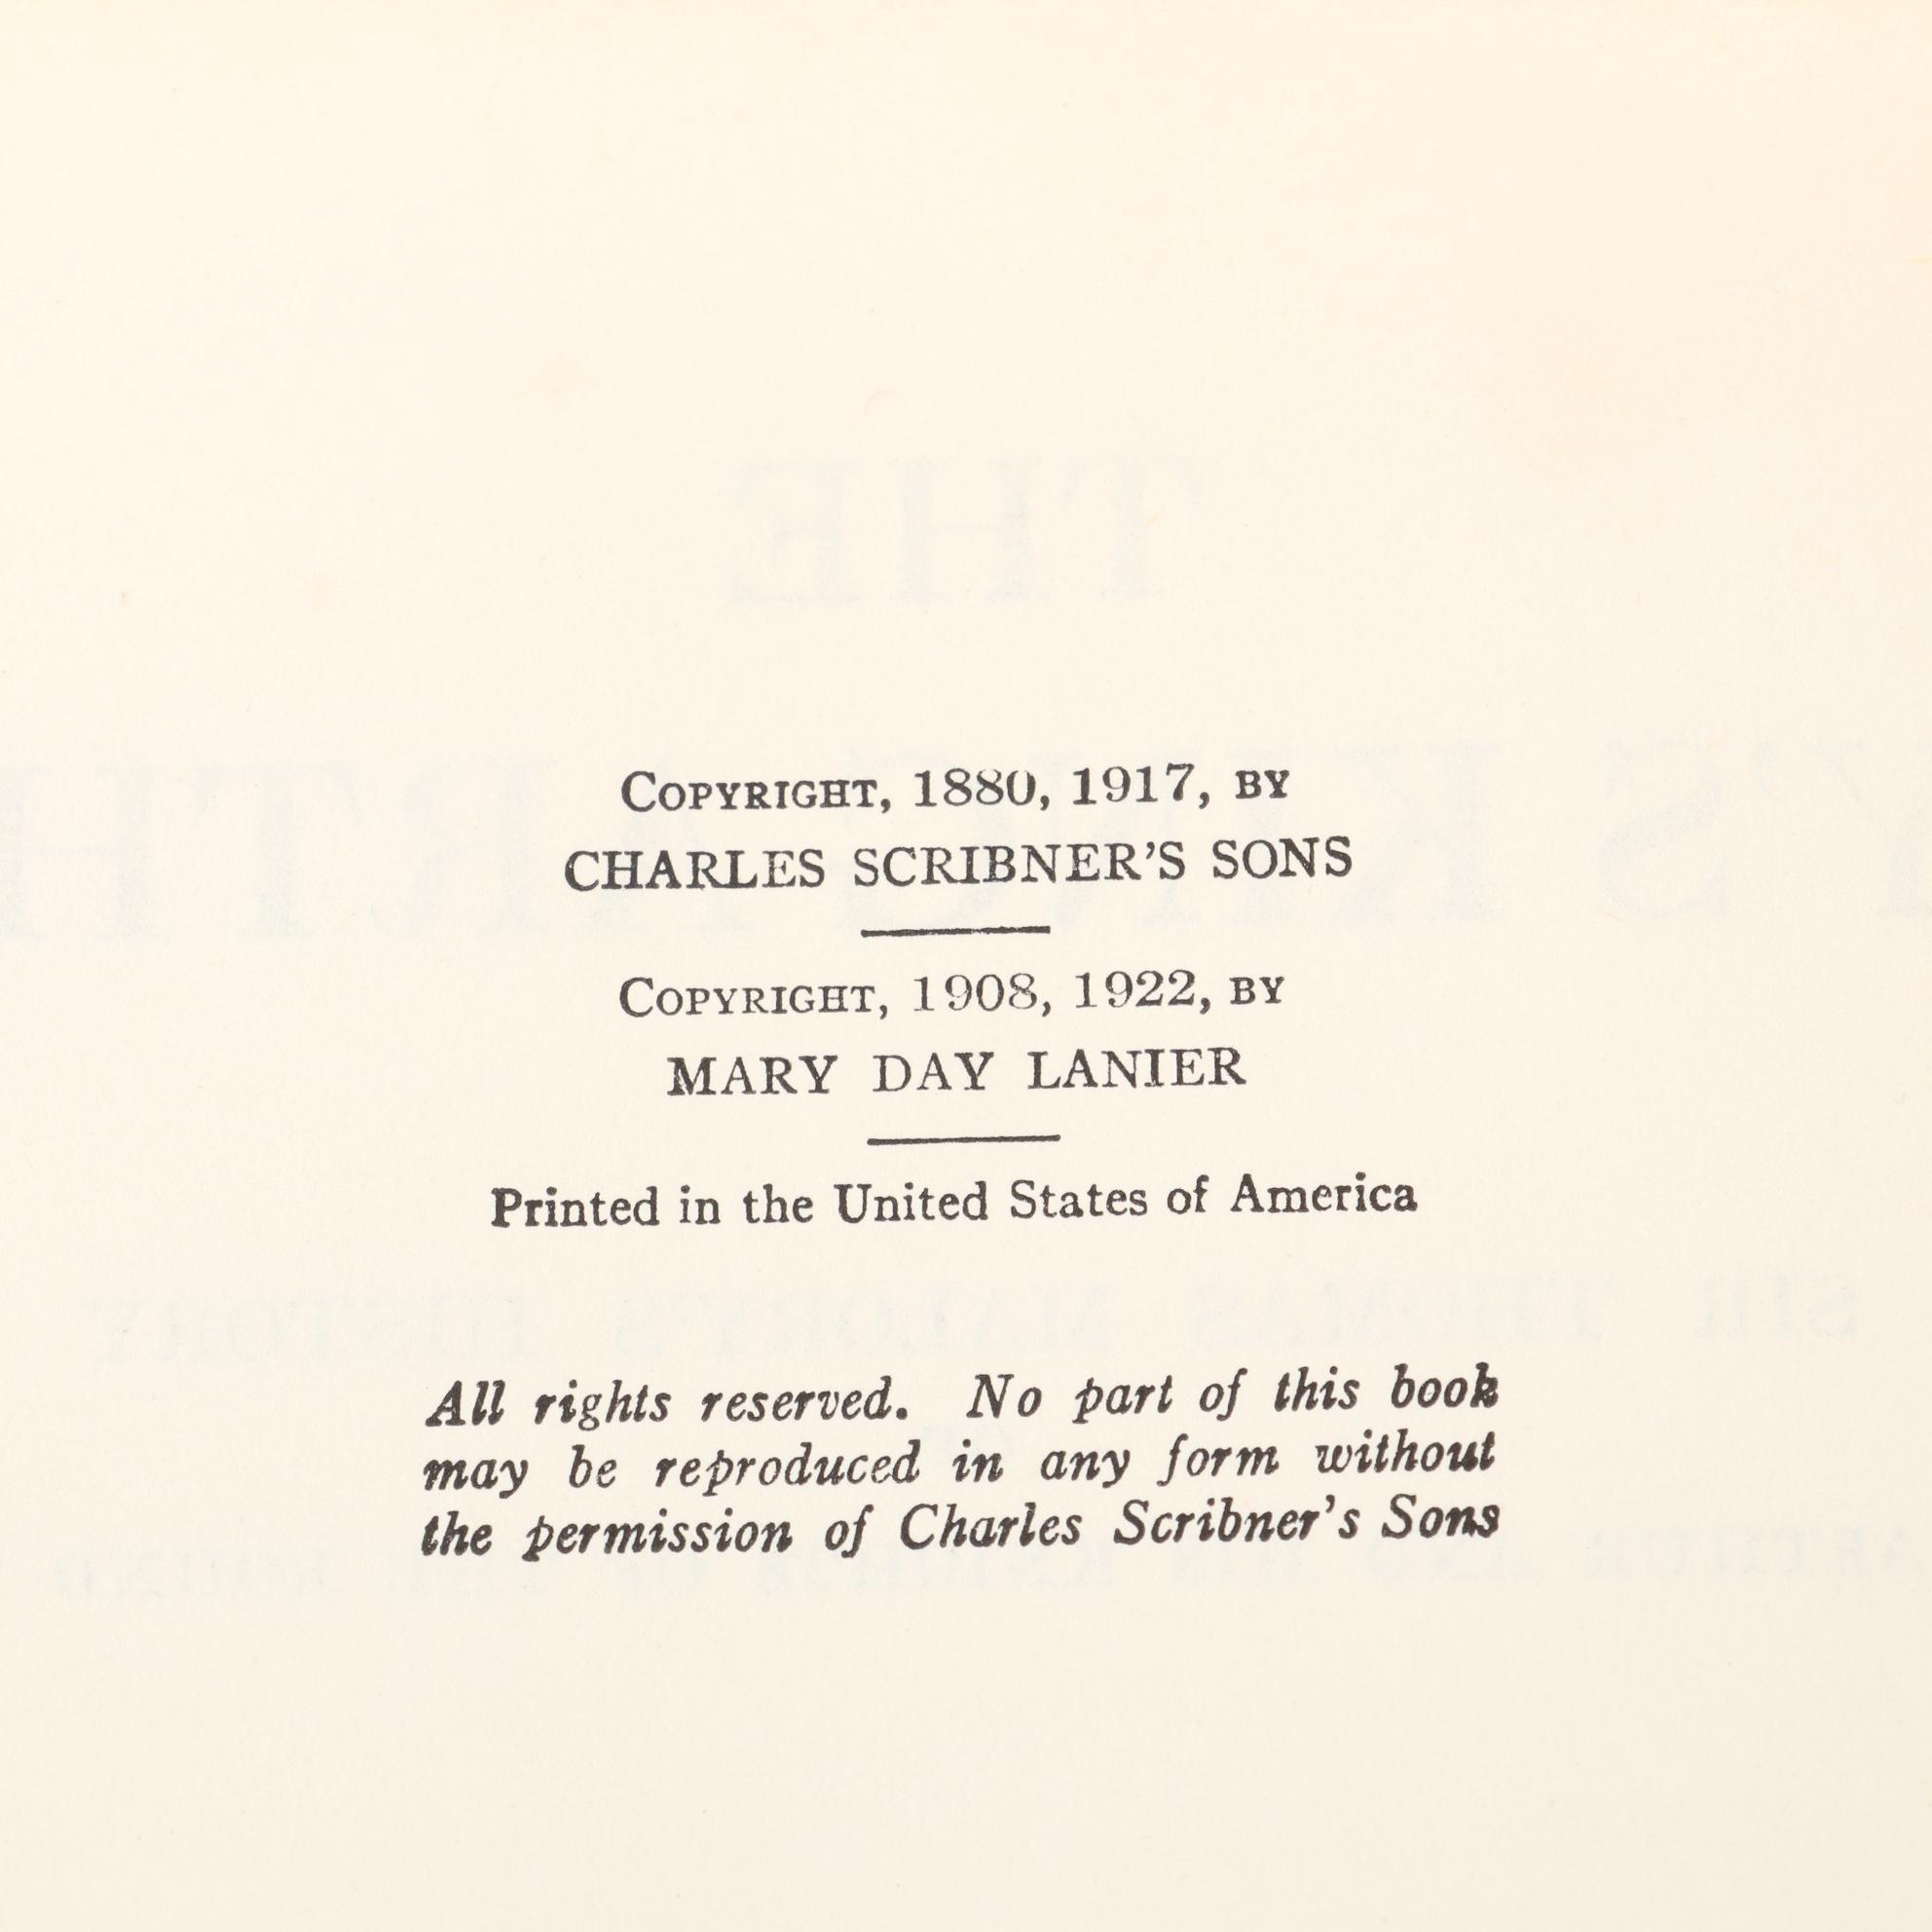 COPYRIGHT, 1880, 1917, BY
CHARLES SCRIBNER'S SONS
COPYRIGHT, 1908, 1922, BY
MARY DAY LANIER
Printed in the United States of America
All rights reserved. No part of this book
may be reproduced in any form without
the permission of Charles Scribner's Sons